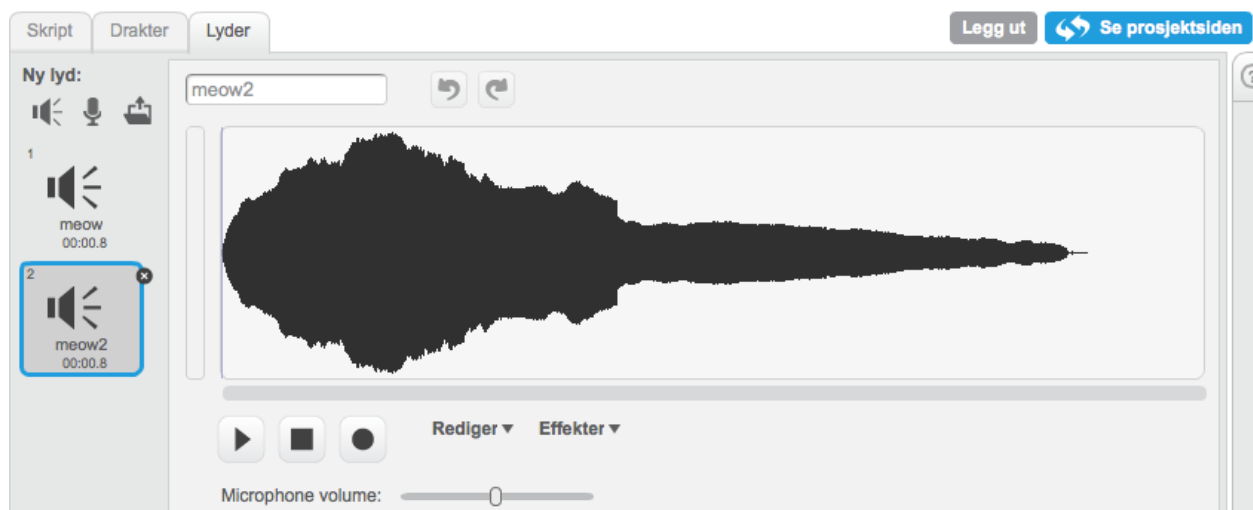 Skript Drakter Lyder Legg ut Se prosjektsiden
Ny lyd:
meow2
1
meow
00:00.8
2
meow2
00:00.8
Rediger Effekter
Microphone volume: